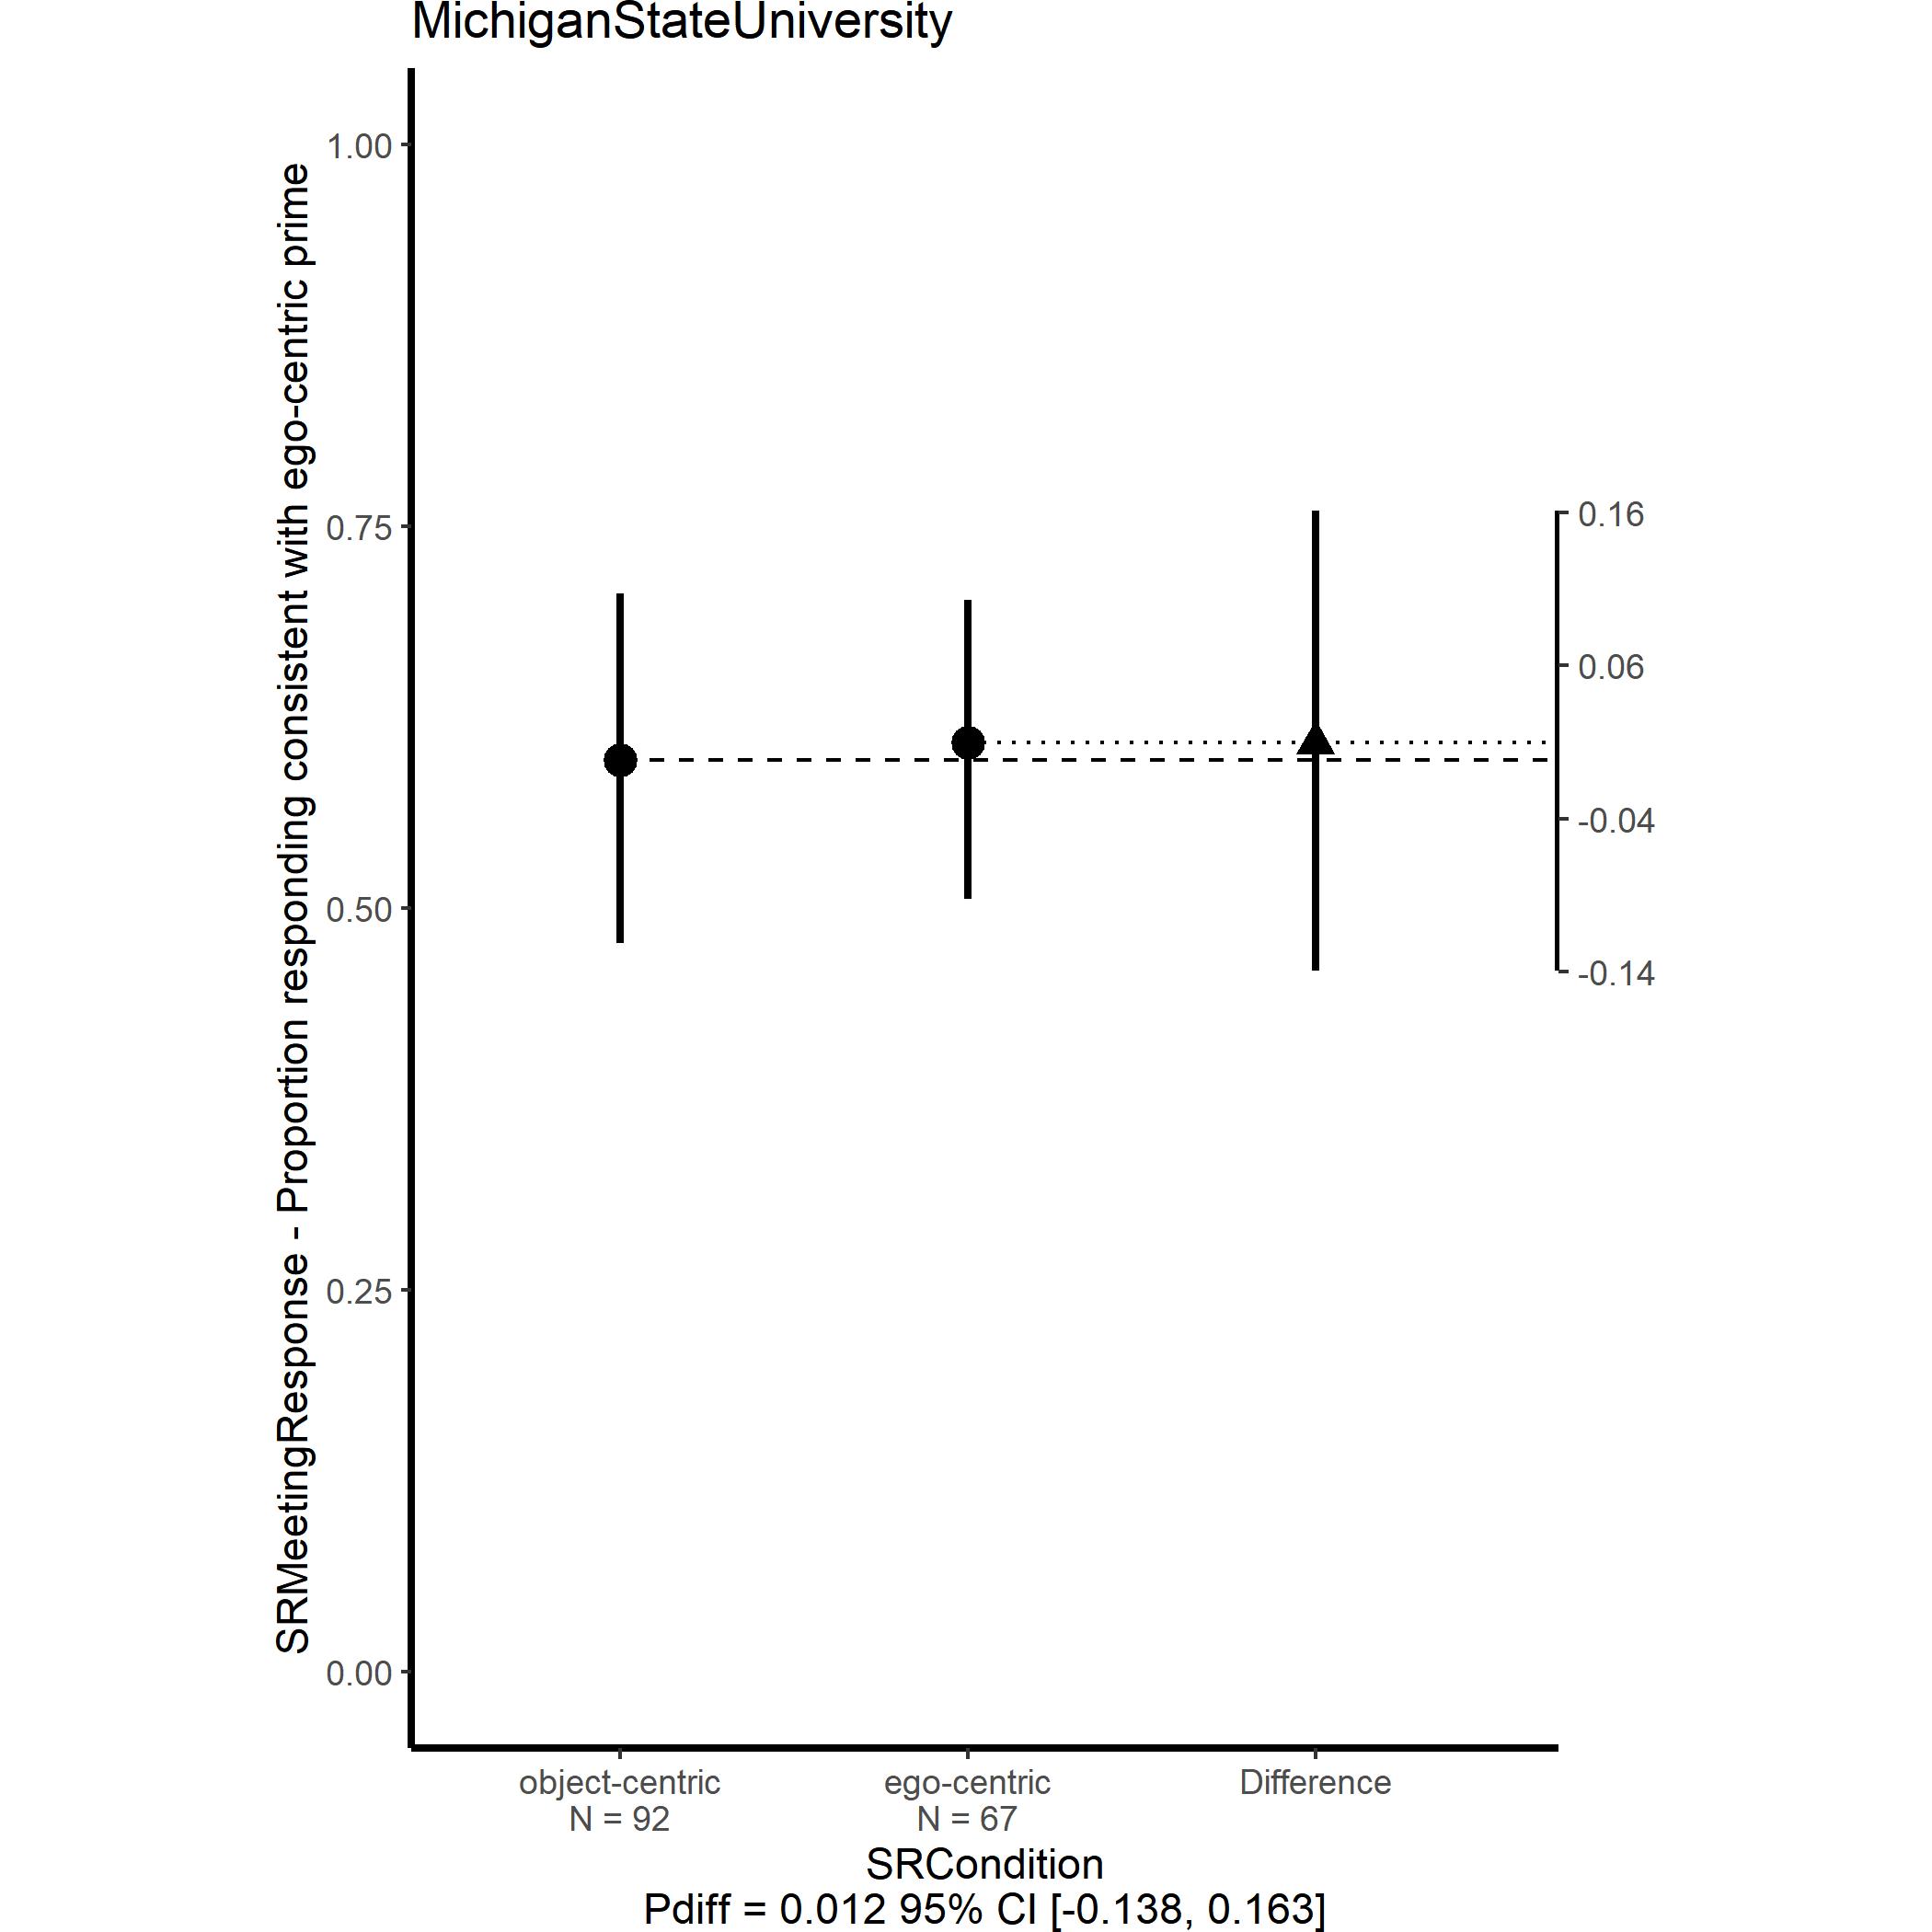 MichiganStateUniversity
SRMeetingResponse - Proportion responding consistent with ego-centric prime
1.00
0.75
0.50
0.25
0.00
0.16
0.06
-0.04
-0.14
object-centric
N = 92
ego-centric
N = 67
Difference
SRCondition
Pdiff = 0.012 95% CI [-0.138, 0.163]